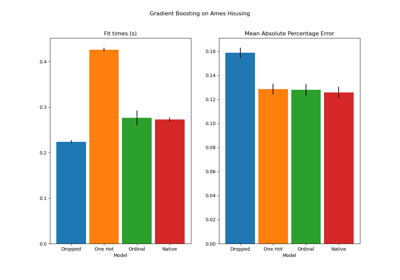 Gradient Boosting on Ames Housing
Fit times (s)
Mean Absolute Percentage Error
0.4
0.3
0.2
0.1
0.0
Dropped
One Hot
Ordinal
Native
Model
0.16
0.14
0.12
0.10
0.08
0.06
0.04
0.02
0.00
Dropped
One Hot
Ordinal
Native
Model